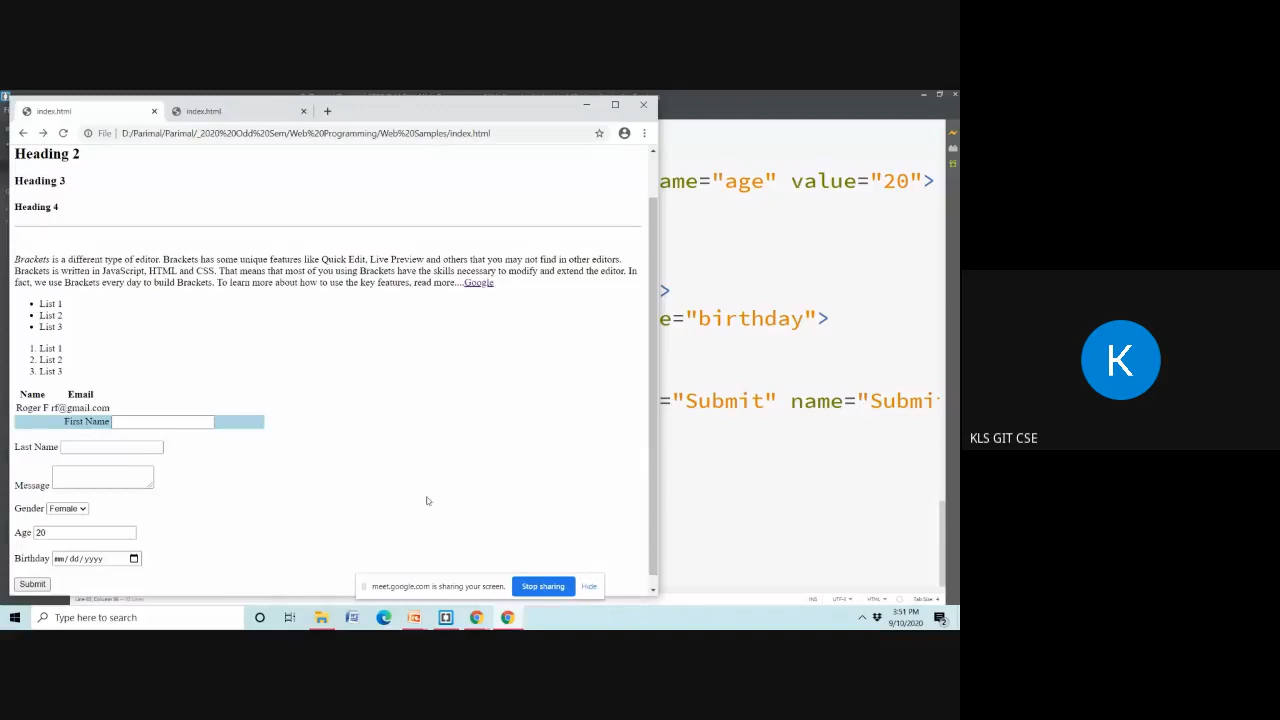 index.html
index.html
File
D:/Parimal/Parimal/_2020%20Odd%20Sem/Web%20Programming/Web%20Samples/index.html
Heading 2
Heading 3
Heading 4
Brackets is a different type of editor. Brackets has some unique features like Quick Edit, Live Preview and others that you may not find in other editors.
Brackets is written in JavaScript, HTML and CSS. That means that most of you using Brackets have the skills necessary to modify and extend the editor. In
fact, we use Brackets every day to build Brackets. To learn more about how to use the key features, read more....Google
List 1
List 2
List 3
1. List 1
2. List 2
3. List 3
Name Email
Roger F rf@gmail.com
First Name
Last Name
Message
Gender Female
Age 20
Birthday mm/dd/yyyy
Submit
ame="age" value="20">
>
e="birthday">
="Submit" name="Submi
meet.google.com is sharing your screen.
Stop sharing
Hide
INS UTF-8 HTML Tab Size: 4
Type here to search
3:51 PM
9/10/2020
2
K
KLS GIT CSE